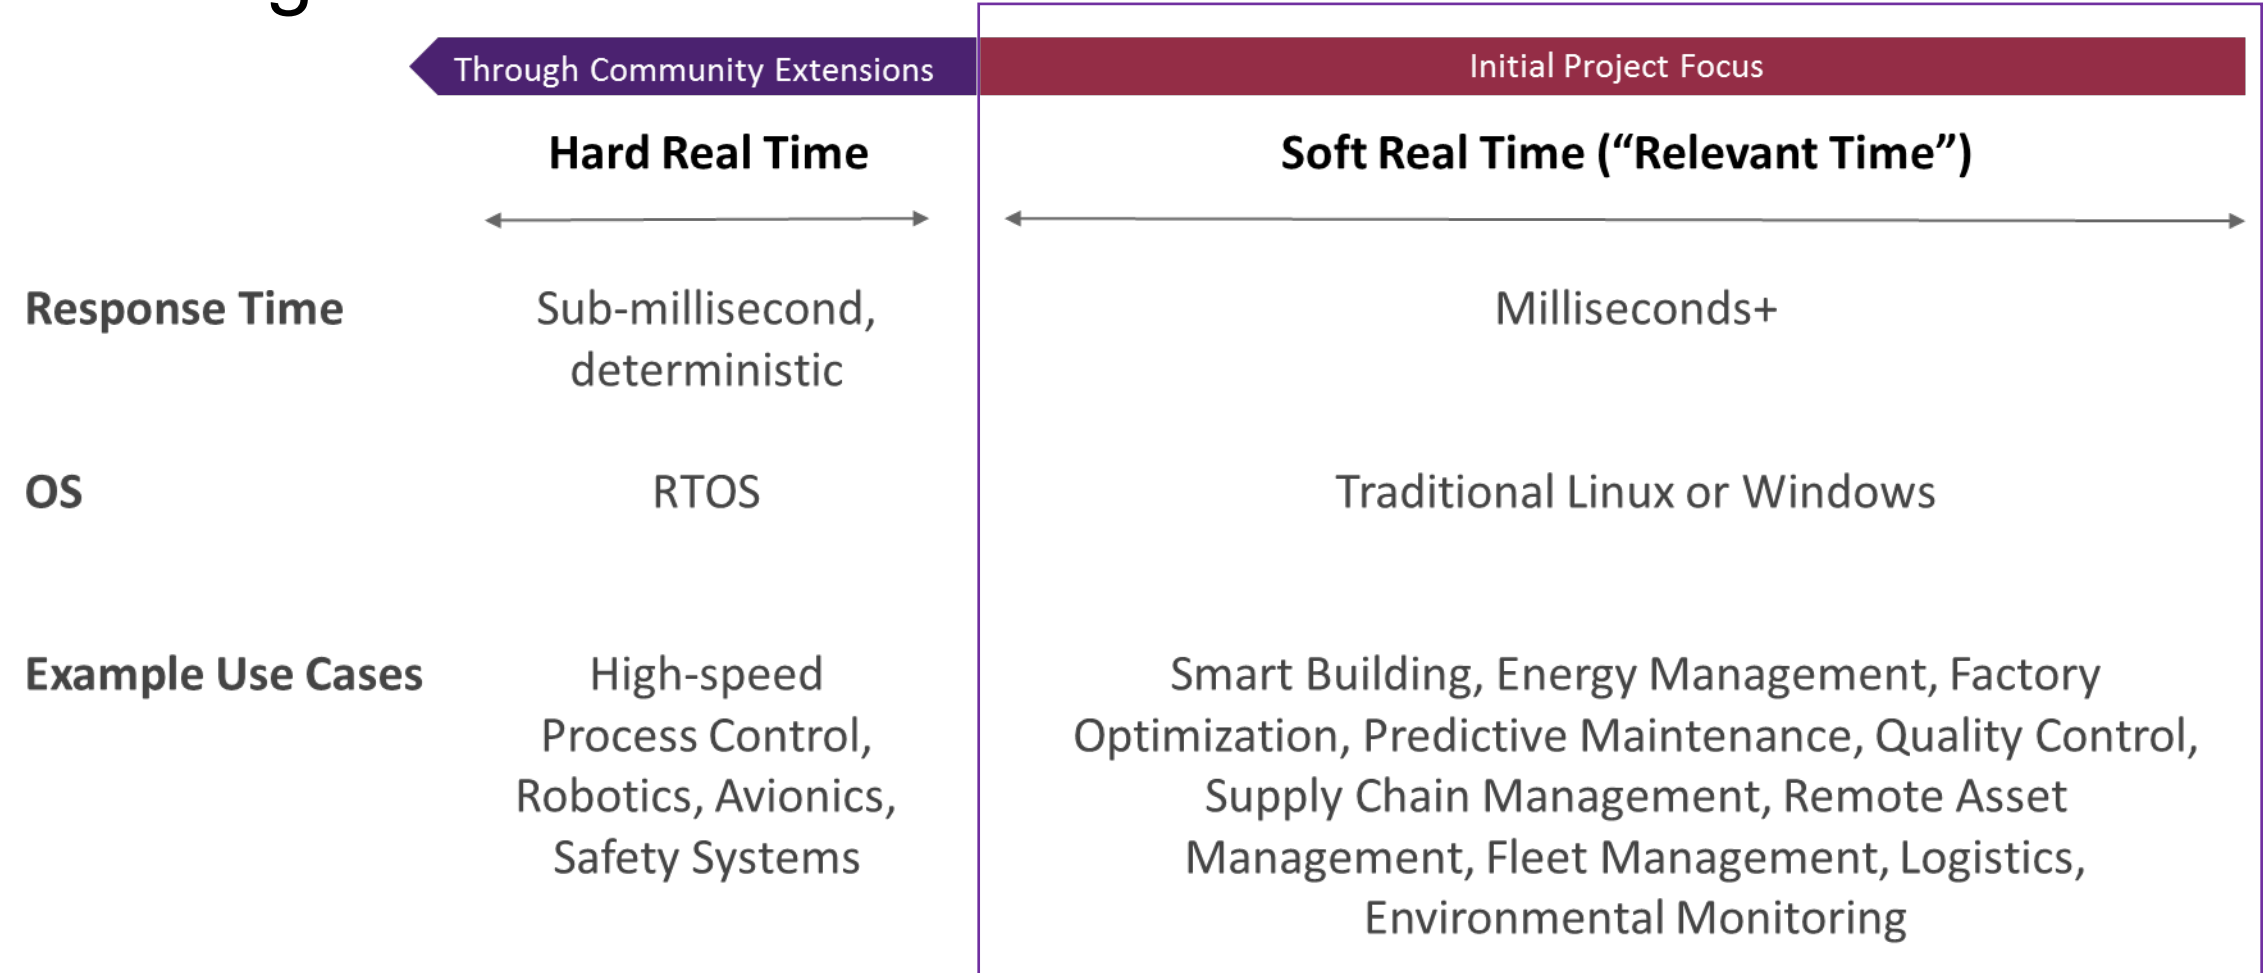 Through Community Extensions
Initial Project Focus
Hard Real Time
Soft Real Time (“Relevant Time”)
Response Time
Sub-millisecond,
deterministic
Milliseconds+
OS
RTOS
Traditional Linux or Windows
Example Use Cases
High-speed
Process Control,
Robotics, Avionics,
Safety Systems
Smart Building, Energy Management, Factory
Optimization, Predictive Maintenance, Quality Control,
Supply Chain Management, Remote Asset
Management, Fleet Management, Logistics,
Environmental Monitoring